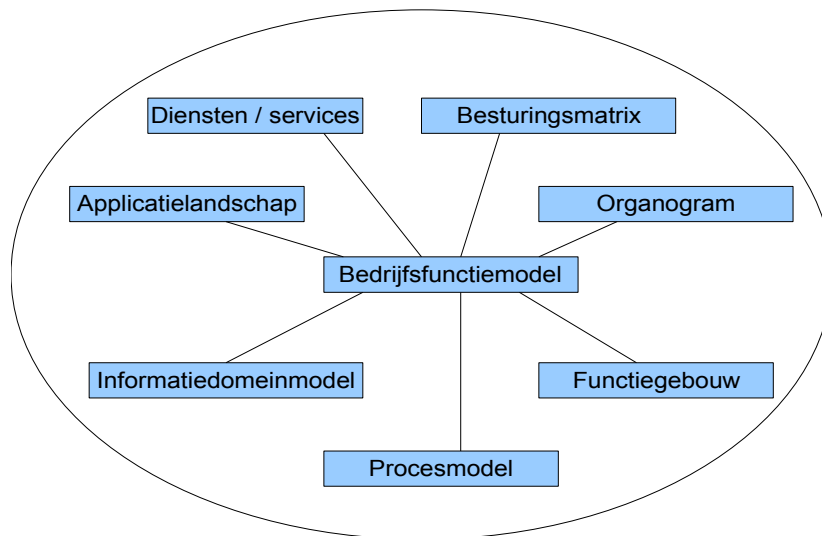 Diensten / services
Besturingsmatrix
Applicatielandschap
Organogram
Bedrijfsfunctiemodel
Informatiedomeinmodel
Functiegebouw
Procesmodel